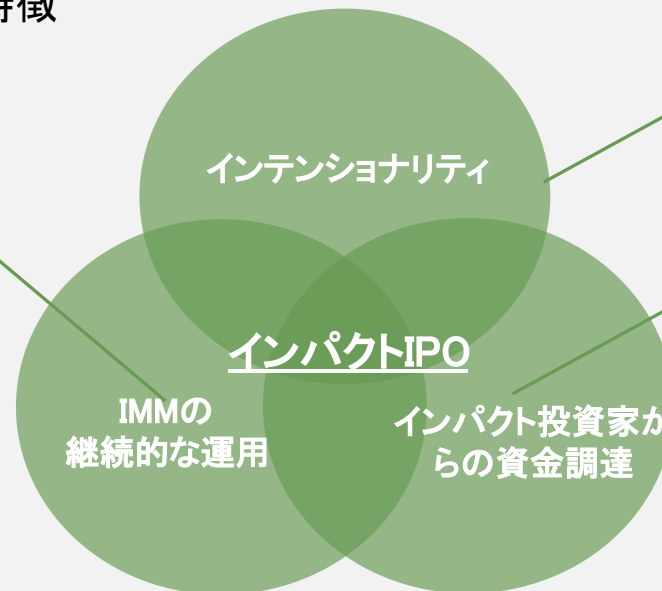 特徴
インテンショナリティ
インパクトIPO
IMMの
継続的な運用
インパクト投資家か
らの資金調達